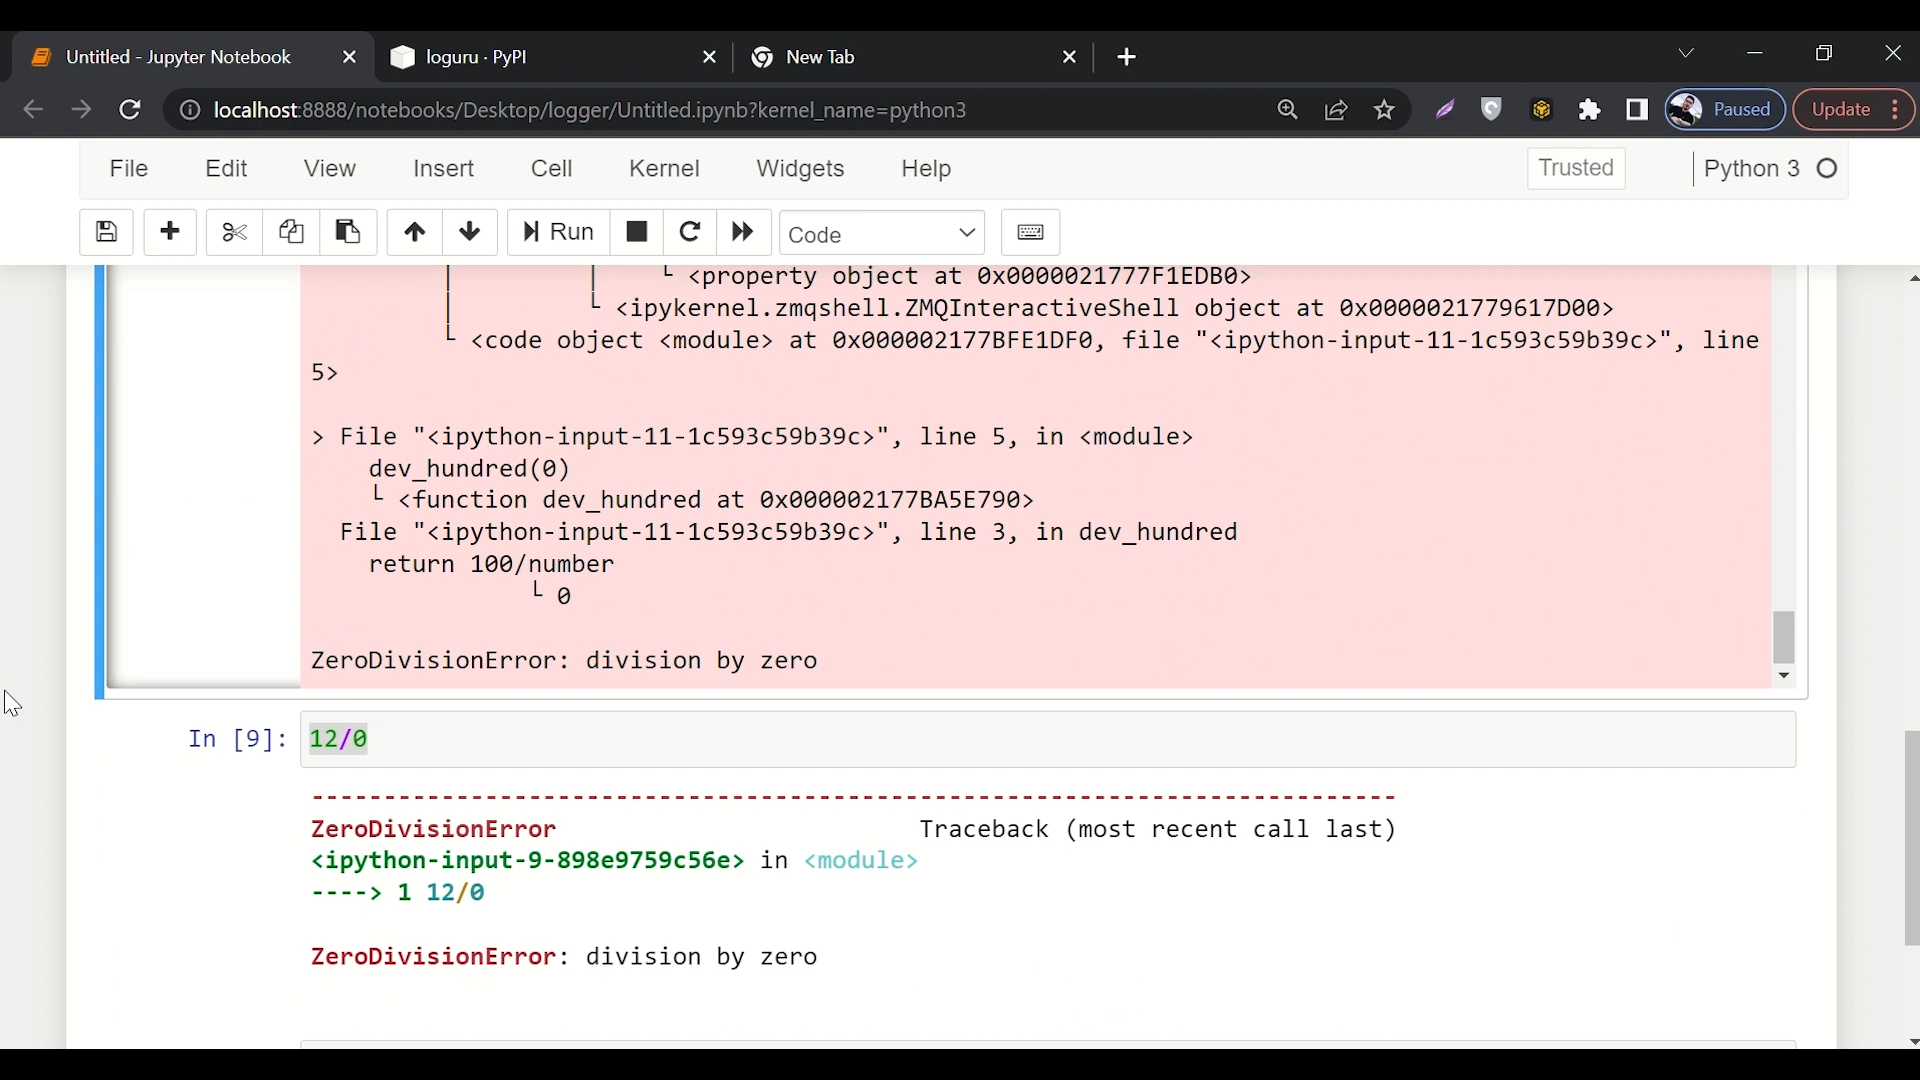 Untitled - Jupyter Notebook
loguru · PyPI
New Tab
localhost:8888/notebooks/Desktop/logger/Untitled.ipynb?kernel_name=python3
Paused
Update
File Edit View Insert Cell Kernel Widgets Help
Trusted
Python 3
Run
Code
└ <property object at 0x0000021777F1EDB0>
└ <ipykernel.zmqshell.ZMQInteractiveShell object at 0x0000021779617D00>
└ <code object <module> at 0x000002177BFE1DF0, file "<ipython-input-11-1c593c59b39c>", line
5>
> File "<ipython-input-11-1c593c59b39c>", line 5, in <module>
dev_hundred(0)
└ <function dev_hundred at 0x000002177BA5E790>
File "<ipython-input-11-1c593c59b39c>", line 3, in dev_hundred
return 100/number
└ 0
ZeroDivisionError: division by zero
In [9]: 12/0
---------------------------------------------------------------------------
ZeroDivisionError Traceback (most recent call last)
<ipython-input-9-898e9759c56e> in <module>
----> 1 12/0
ZeroDivisionError: division by zero